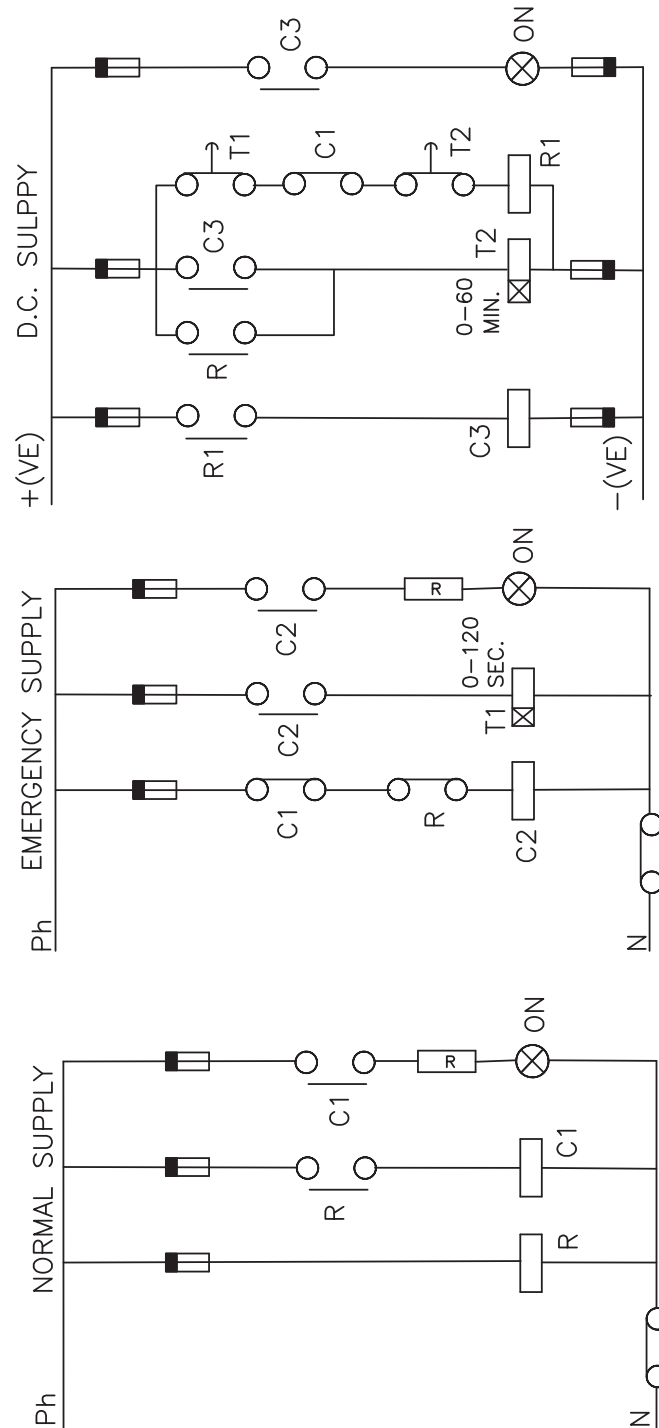 NORMAL SUPPLY
Ph
R
R
C1
C1
R
ON
N
EMERGENCY SUPPLY
Ph
C1
R
C2
C2
T1
0-120
SEC.
C2
R
ON
N
D.C. SULPPY
+(VE)
R1
C3
R
C3
T2
0-60
MIN.
T1
C1
T2
R1
C3
ON
-(VE)